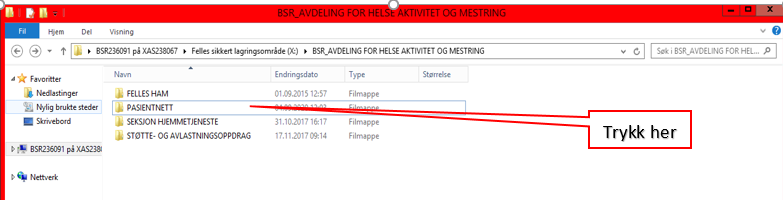 BSR_AVDELING FOR HELSE AKTIVITET OG MESTRING
Fil Hjem Deling Visning
BSR236091 på XAS238067 Felles sikkert lagringsområde (X:) BSR_AVDELING FOR HELSE AKTIVITET OG MESTRING
Søk i BSR_AVDELING FOR HEL...
Favoritter
Nedlastinger
Nylig brukte steder
Skrivebord
BSR236091 på XAS238
Nettverk
Navn Endringsdato Type Størrelse
FELLES HAM 01.09.2015 12:57 Filmappe
PASIENTNETT Filmappe
SEKSJON HJEMMETJENESTE 31.10.2017 16:17 Filmappe
STØTTE- OG AVLASTNINGSOPPDRAG 17.11.2017 09:14 Filmappe
Trykk her